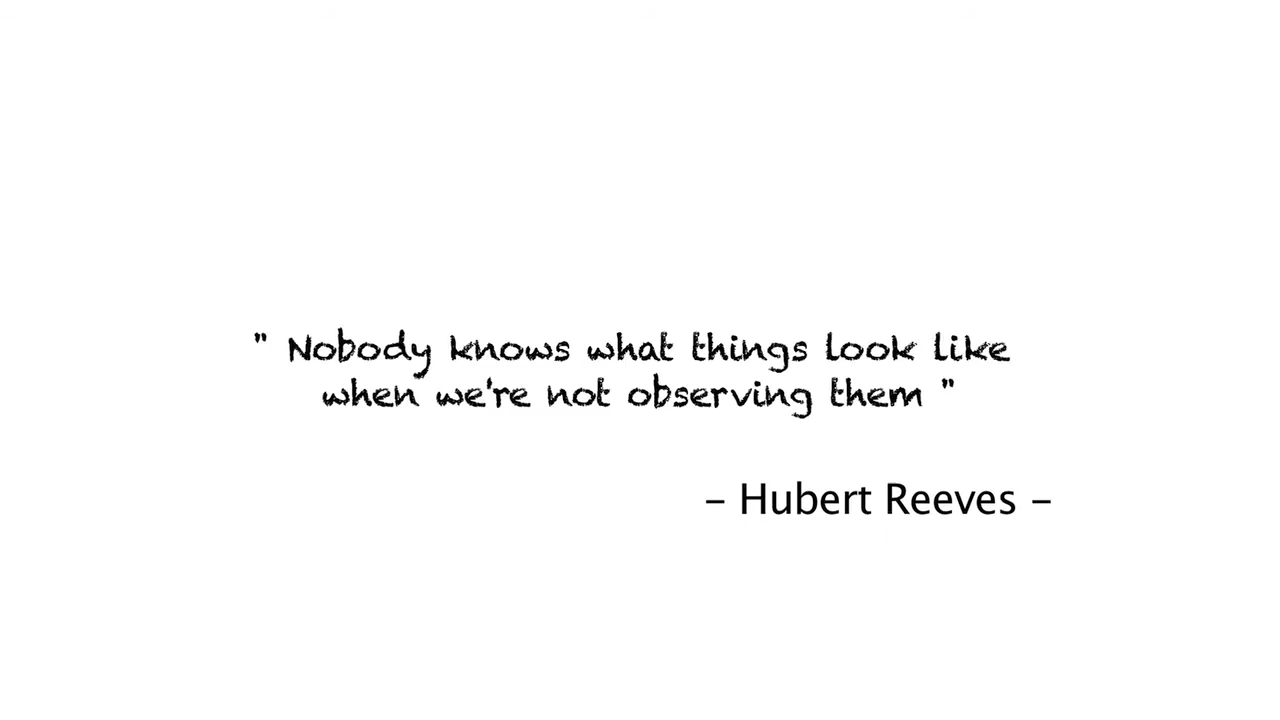 " Nobody knows what things look like
when we're not observing them "
– Hubert Reeves –